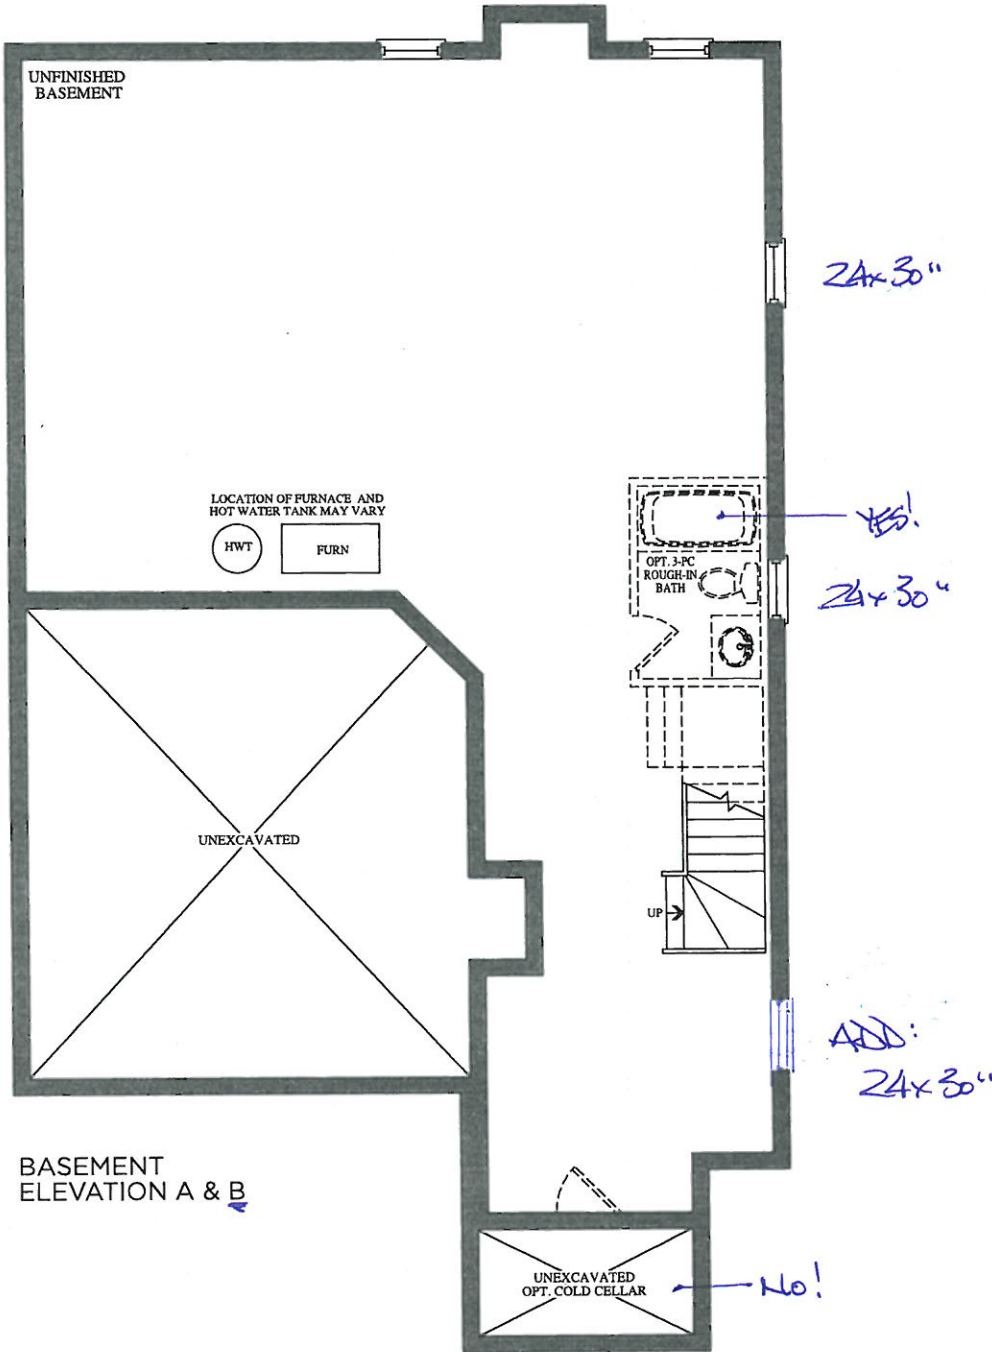 UNFINISHED
BASEMENT
24x30"
LOCATION OF FURNACE AND
HOT WATER TANK MAY VARY
HWT
FURN
YES!
OPT. 3-PC
ROUGH-IN
BATH
24x30"
UNEXCAVATED
UP
ADD:
24x30"
BASEMENT
ELEVATION A & B
UNEXCAVATED
OPT. COLD CELLAR
No!